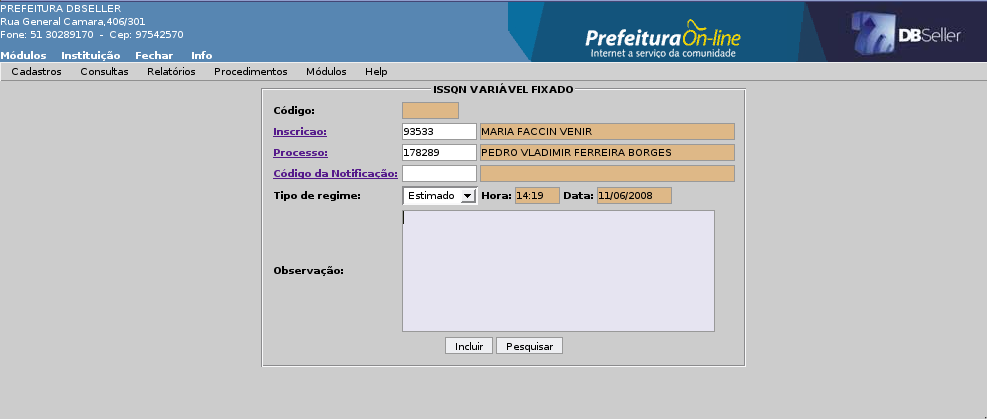 PREFEITURA DBSELLER
Rua General Camara,406/301
Fone: 51 30289170 - Cep: 97542570
Módulos Instituição Fechar Info
Prefeitura On-line
Internet a serviço da comunidade
DBSeller
Cadastros Consultas Relatórios Procedimentos Módulos Help
ISSQN VARIÁVEL FIXADO
Código:
Inscricao: 93533 MARIA FACCIN VENIR
Processo: 178289 PEDRO VLADIMIR FERREIRA BORGES
Código da Notificação:
Tipo de regime: Estimado Hora: 14:19 Data: 11/06/2008
Observação:
Incluir Pesquisar